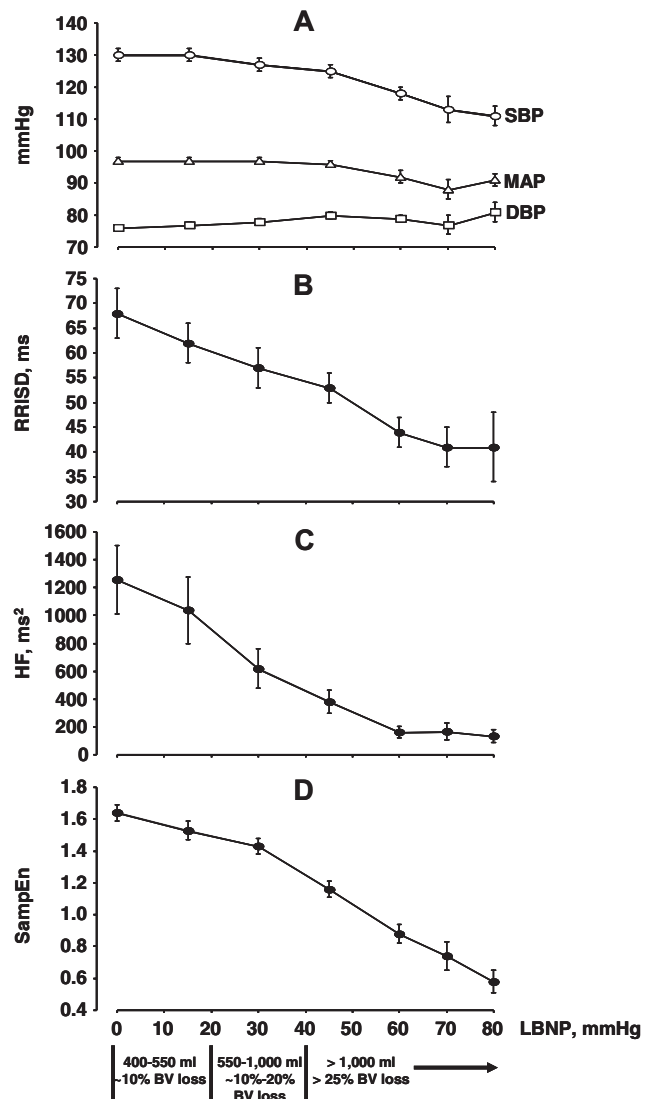 A
140
130
120
110
100
90
80
70
mmHg
SBP
MAP
DBP
B
75
70
65
60
55
50
45
40
35
30
RRISD, ms
C
1600
1400
1200
1000
800
600
400
200
0
HF, ms²
D
1.8
1.6
1.4
1.2
1.0
0.8
0.6
0.4
SampEn
0 10 20 30 40 50 60 70 80 LBNP, mmHg
400-550 ml
~10% BV loss
550-1,000 ml
~10%-20%
BV loss
> 1,000 ml
> 25% BV loss